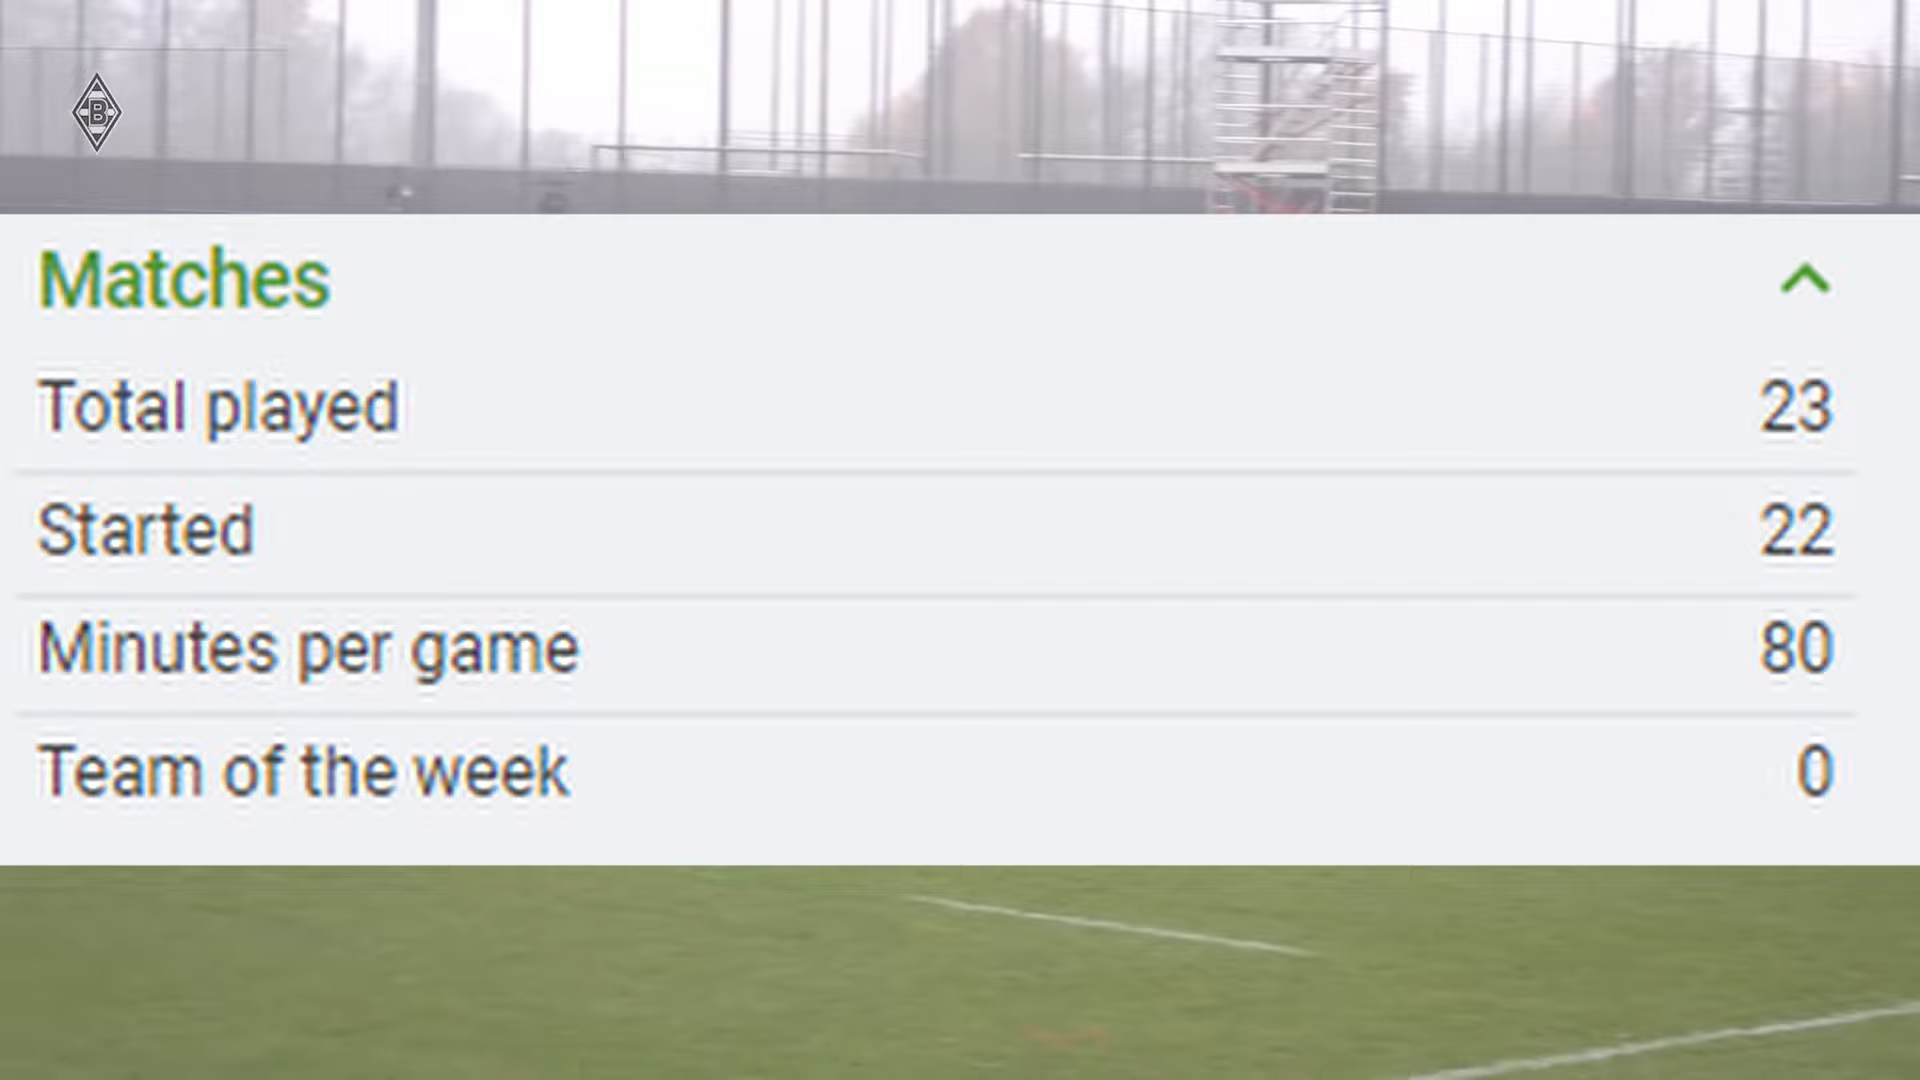 B
Matches
Total played 23
Started 22
Minutes per game 80
Team of the week 0